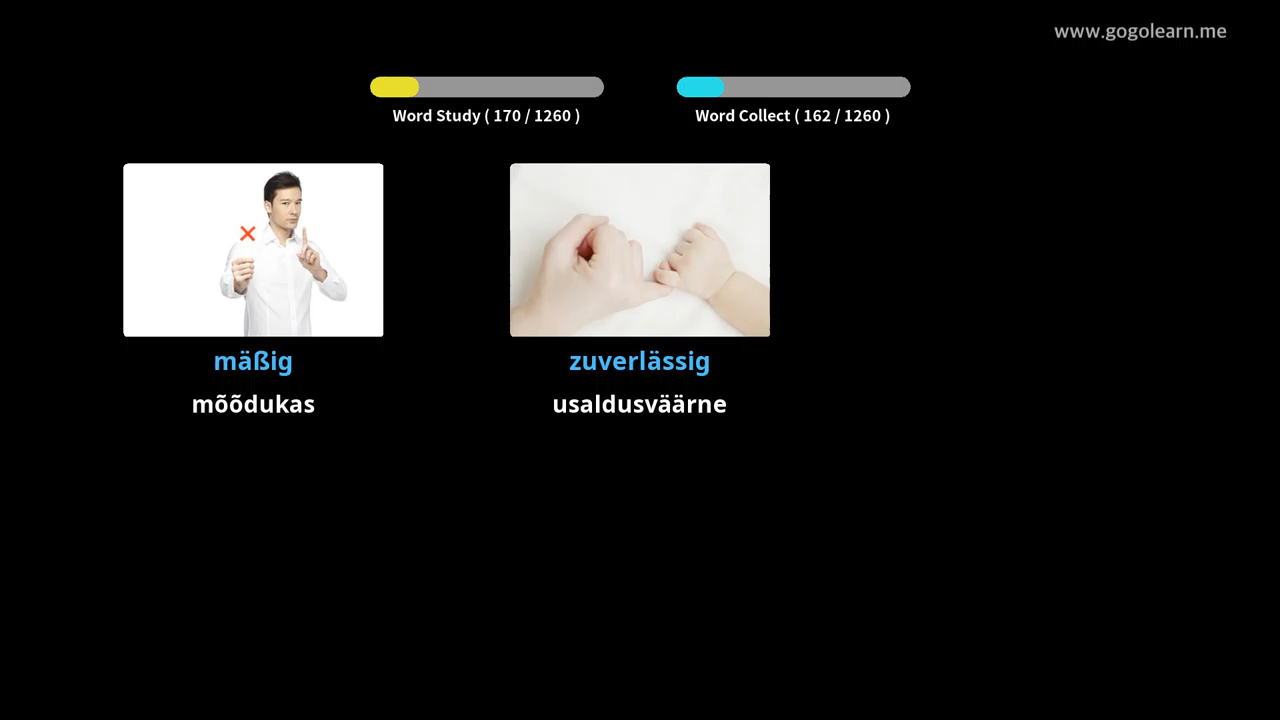 www.gogolearn.me
Word Study ( 170 / 1260 )
Word Collect ( 162 / 1260 )
mäßig
zuverlässig
mõõdukas
usaldusväärne